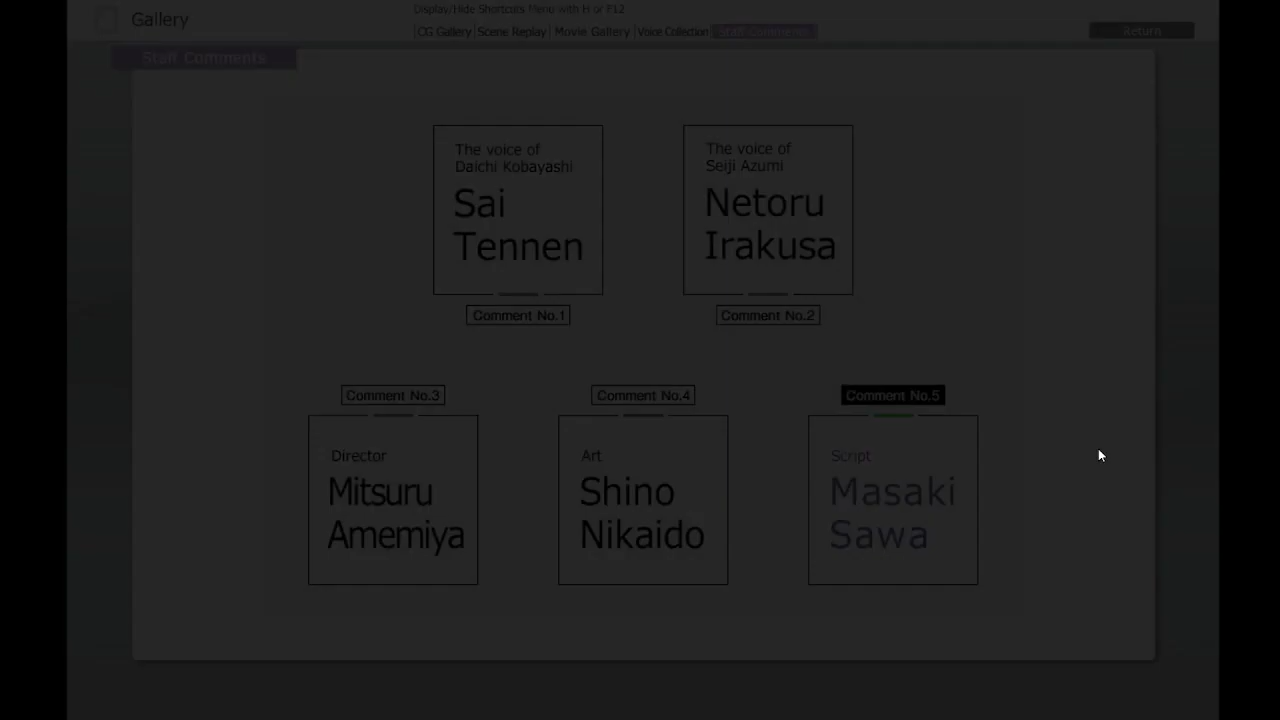 Gallery
Display/Hide Shortcuts Menu with H or F12
CG Gallery Scene Replay Movie Gallery Voice Collection Staff Comments
Return
Staff Comments
The voice of
Daichi Kobayashi
Sai
Tennen
Comment No.1
The voice of
Seiji Azumi
Netoru
Irakusa
Comment No.2
Comment No.3
Director
Mitsuru
Amemiya
Comment No.4
Art
Shino
Nikaido
Comment No.5
Script
Masaki
Sawa